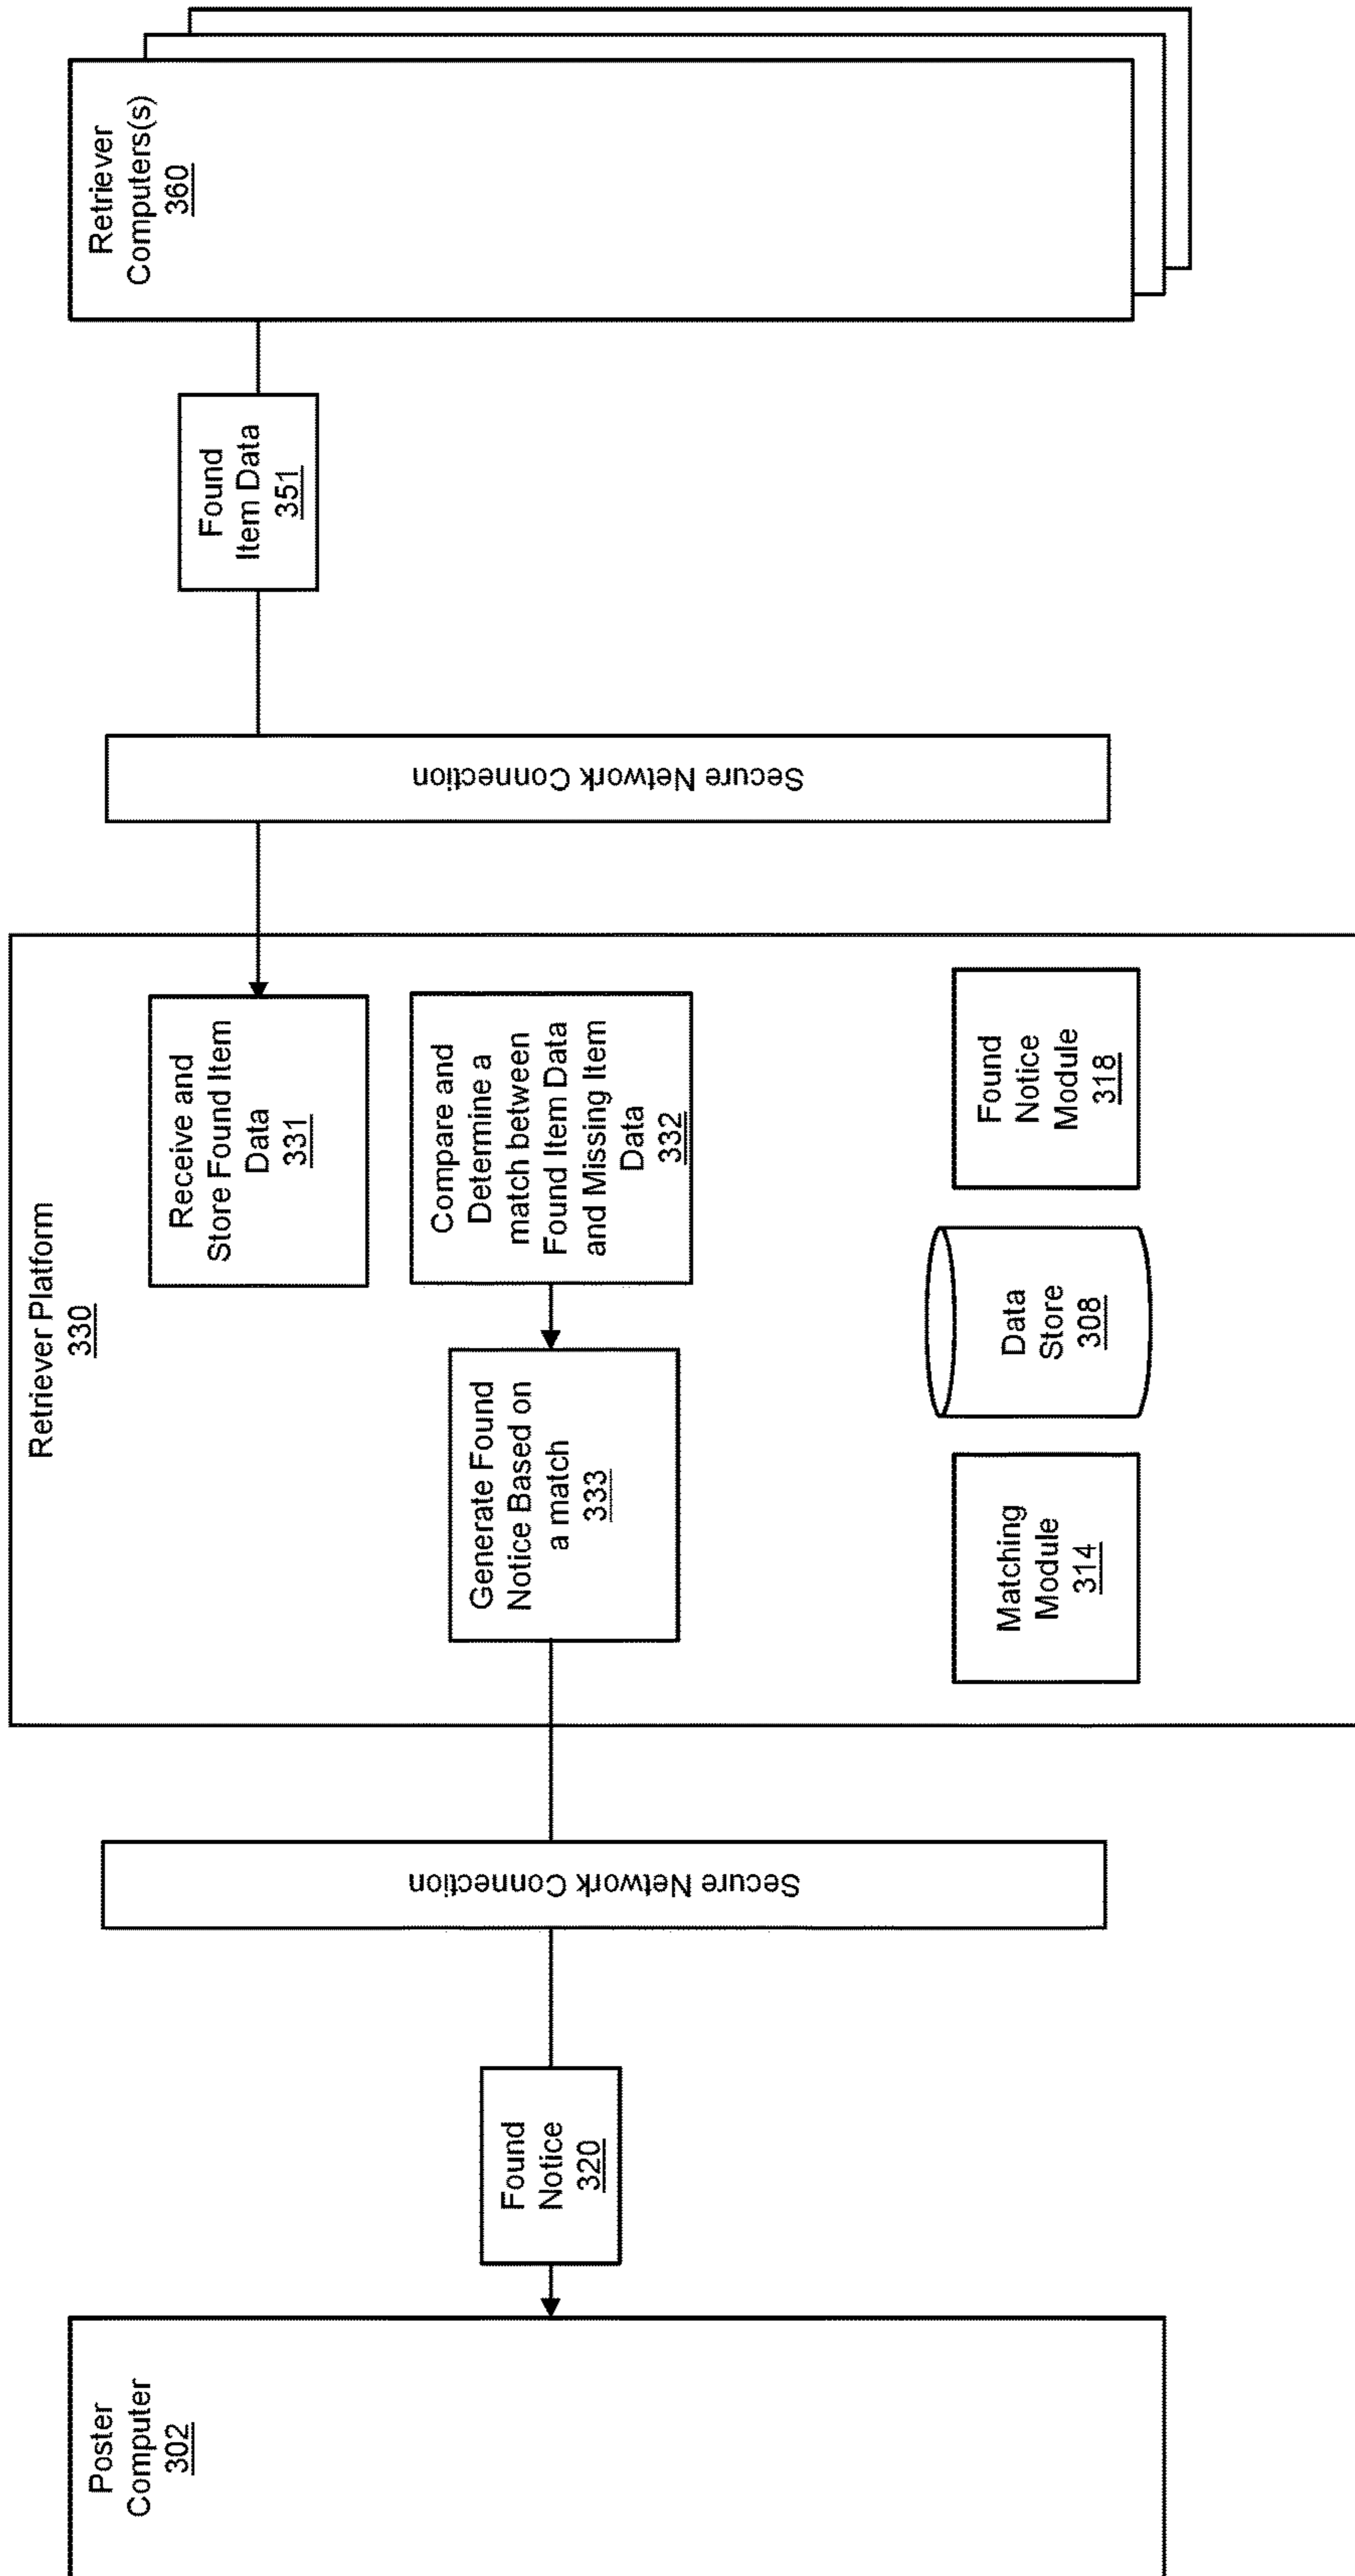 Poster
Computer
302
Found
Notice
320
Secure Network Connection
Retriever Platform
330
Receive and
Store Found Item
Data
331
Generate Found
Notice Based on
a match
333
Compare and
Determine a
match between
Found Item Data
and Missing Item
Data
332
Matching
Module
314
Data
Store
308
Found
Notice
Module
318
Secure Network Connection
Found
Item Data
351
Retriever
Computers(s)
360